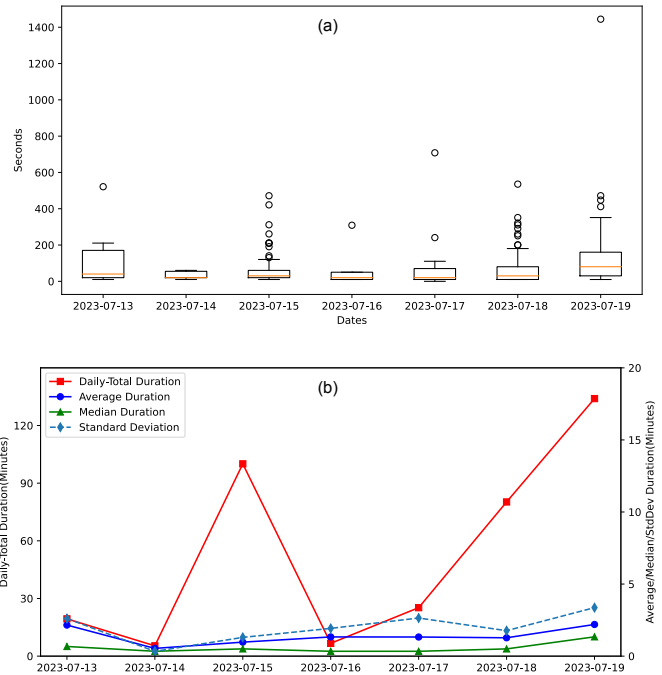 (a)
1400
1200
1000
800
600
400
200
0
Seconds
2023-07-13 2023-07-14 2023-07-15 2023-07-16 2023-07-17 2023-07-18 2023-07-19
Dates
(b)
Daily-Total Duration
Average Duration
Median Duration
Standard Deviation
120
90
60
30
0
Daily-Total Duration(Minutes)
20
15
10
5
0
Average/Median/StdDev Duration(Minutes)
2023-07-13 2023-07-14 2023-07-15 2023-07-16 2023-07-17 2023-07-18 2023-07-19